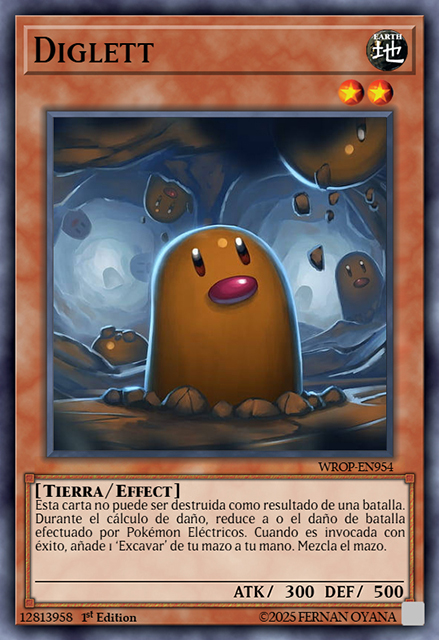 DIGLETT
EARTH
地
WROP-EN954
[TIERRA/EFFECT]
Esta carta no puede ser destruida como resultado de una batalla.
Durante el cálculo de daño, reduce a 0 el daño de batalla
efectuado por Pokémon Eléctricos. Cuando es invocada con
éxito, añade 1 ‘Excavar’ de tu mazo a tu mano. Mezcla el mazo.
ATK/ 300 DEF/ 500
12813958 1st Edition ©2025 FERNAN OYANA